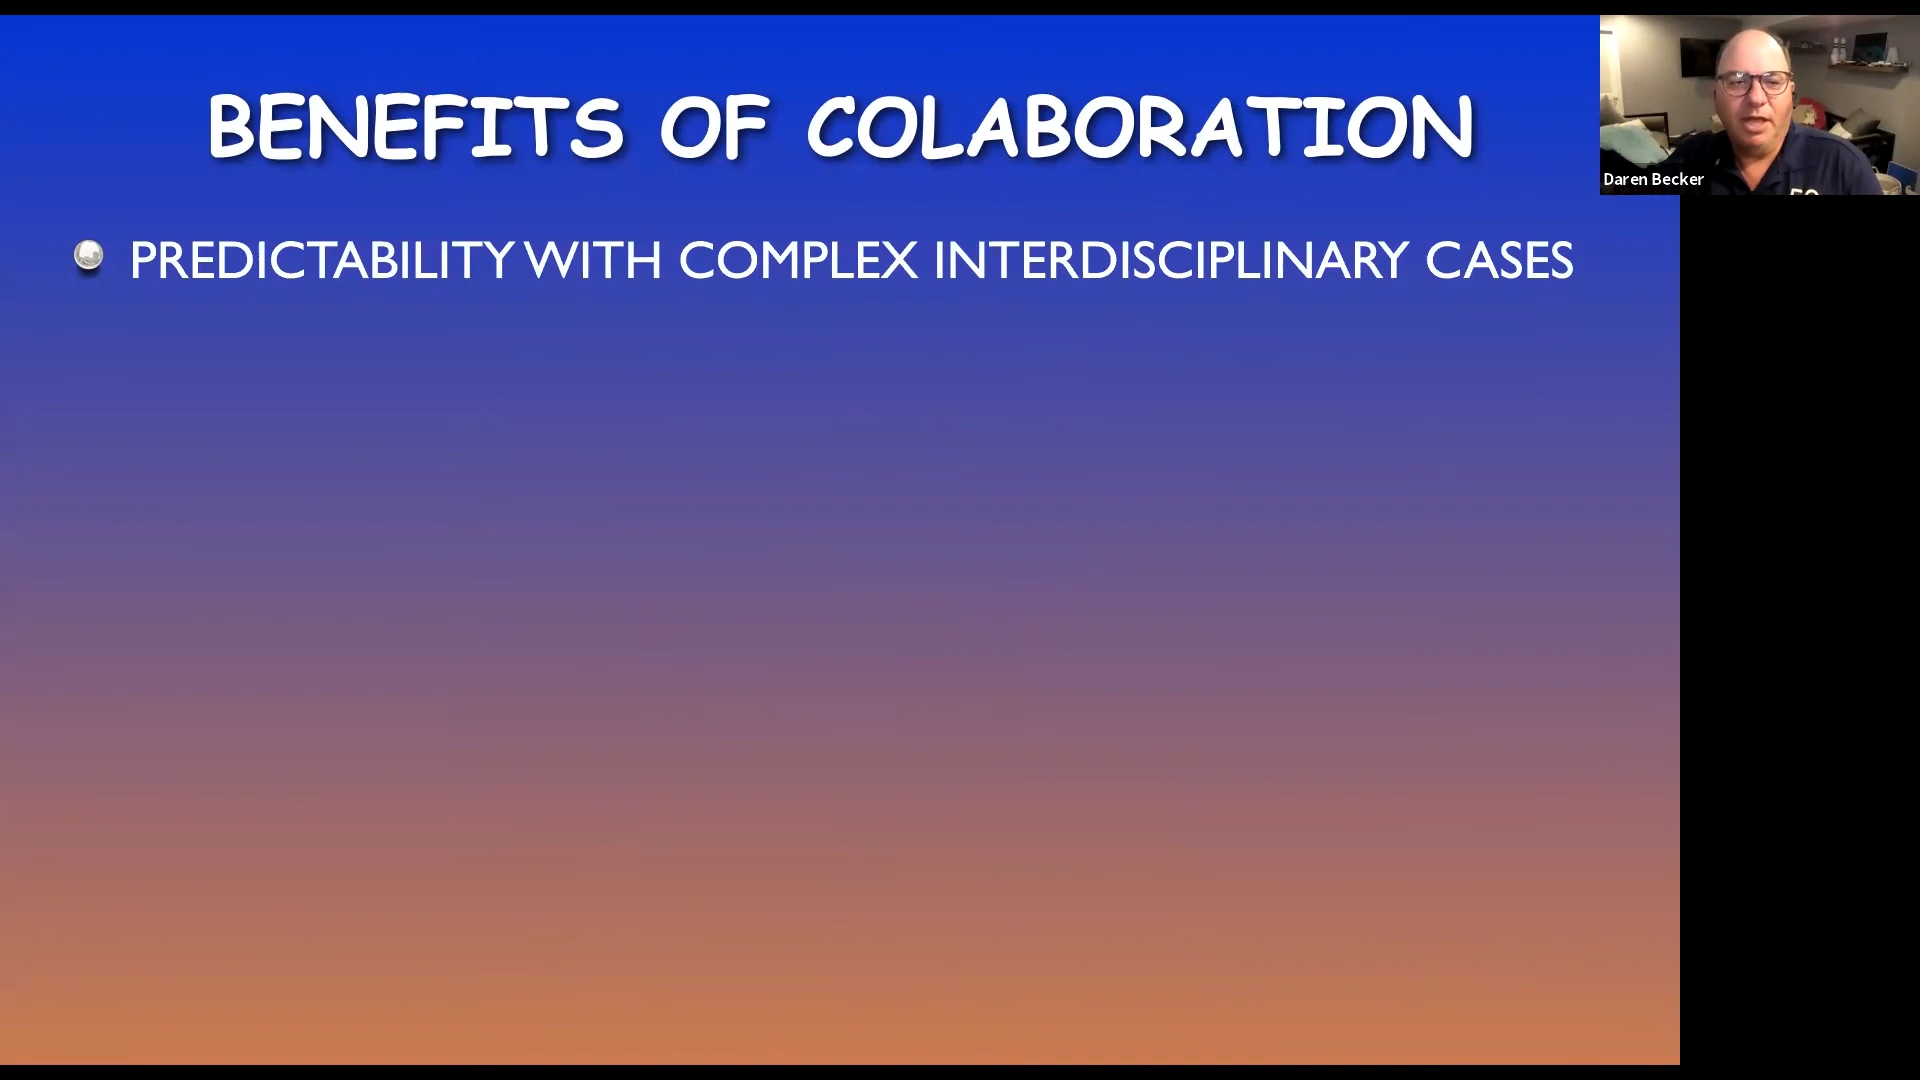 BENEFITS OF COLABORATION
PREDICTABILITY WITH COMPLEX INTERDISCIPLINARY CASES
Daren Becker